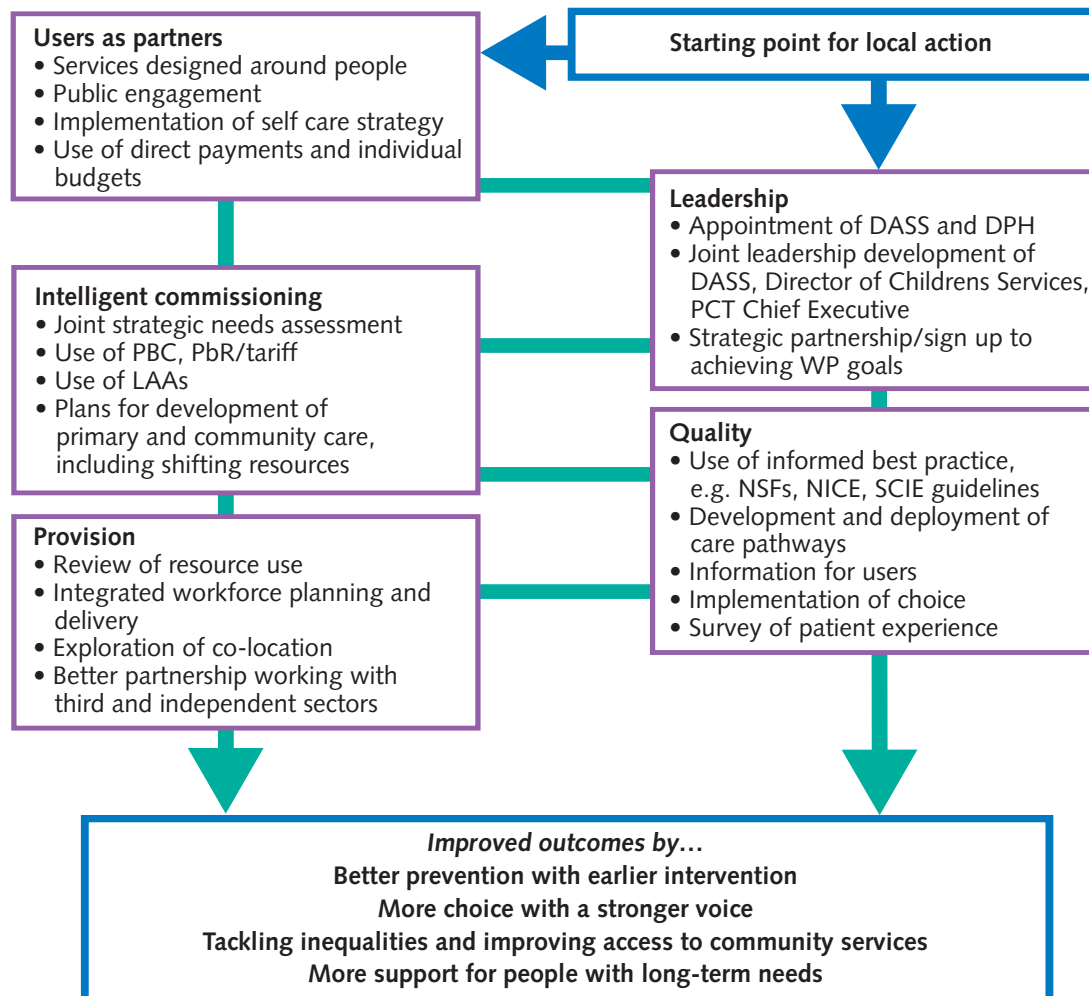 Starting point for local action
Users as partners
• Services designed around people
• Public engagement
• Implementation of self care strategy
• Use of direct payments and individual
budgets
Leadership
• Appointment of DASS and DPH
• Joint leadership development of
DASS, Director of Childrens Services,
PCT Chief Executive
• Strategic partnership/sign up to
achieving WP goals
Intelligent commissioning
• Joint strategic needs assessment
• Use of PBC, PbR/tariff
• Use of LAAs
• Plans for development of
primary and community care,
including shifting resources
Quality
• Use of informed best practice,
e.g. NSFs, NICE, SCIE guidelines
• Development and deployment of
care pathways
• Information for users
• Implementation of choice
• Survey of patient experience
Provision
• Review of resource use
• Integrated workforce planning and
delivery
• Exploration of co-location
• Better partnership working with
third and independent sectors
Improved outcomes by…
Better prevention with earlier intervention
More choice with a stronger voice
Tackling inequalities and improving access to community services
More support for people with long-term needs